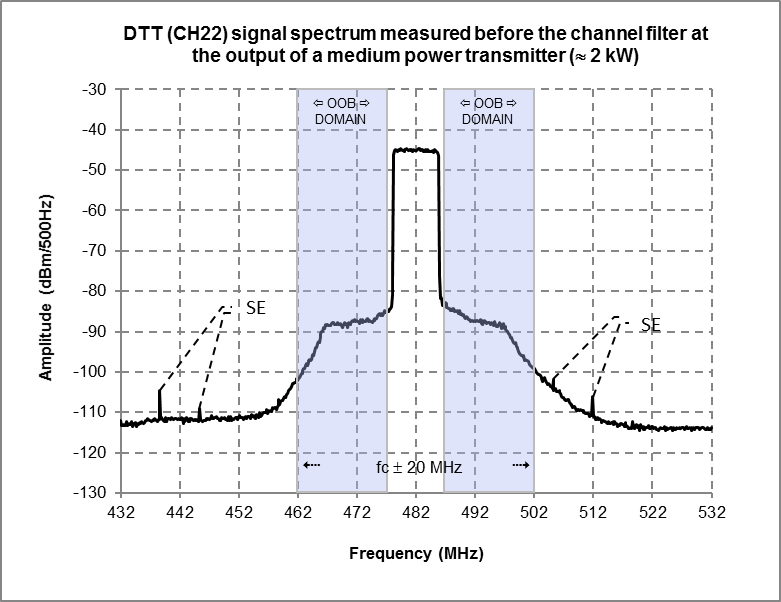 DTT (CH22) signal spectrum measured before the channel filter at
the output of a medium power transmitter (≈ 2 kW)
-30
-40
-50
-60
-70
-80
-90
-100
-110
-120
-130
Amplitude (dBm/500Hz)
⇐ OOB ⇒
DOMAIN
⇐ OOB ⇒
DOMAIN
SE
SE
fc ± 20 MHz
432 442 452 462 472 482 492 502 512 522 532
Frequency (MHz)